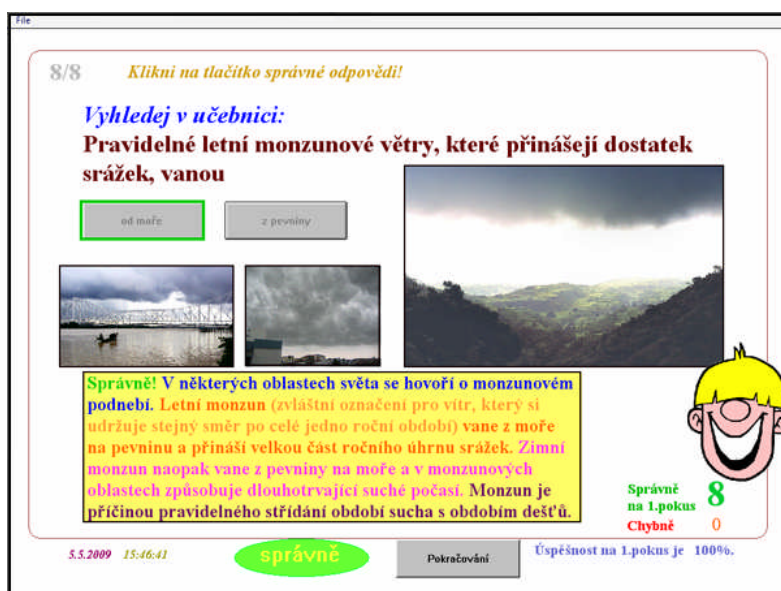 File
8/8 Klikni na tlačítko správné odpovědi!
Vyhledej v učebnici:
Pravidelné letní monzunové větry, které přinášejí dostatek
srážek, vanou
od moře z pevniny
Správně! V některých oblastech světa se hovoří o monzunovém
podnebí. Letní monzun (zvláštní označení pro vítr, který si
udržuje stejný směr po celé jedno roční období) vane z moře
na pevninu a přináší velkou část ročního úhrnu srážek. Zimní
monzun naopak vane z pevniny na moře a v monzunových
oblastech způsobuje dlouhotrvající suché počasí. Monzun je
příčinou pravidelného střídání období sucha s obdobím dešťů.
Správně
na 1.pokus 8
Chybně 0
5.5.2009 15:46:41 správně Pokračování Úspěšnost na 1.pokus je 100%.